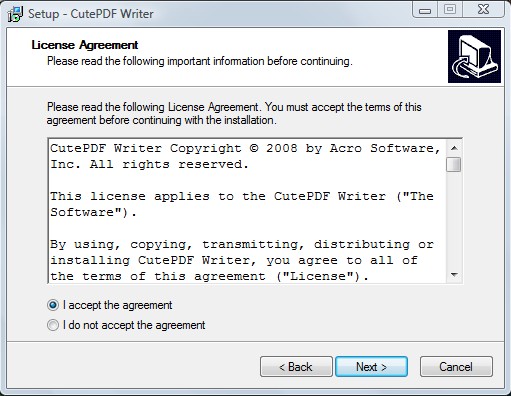 Setup - CutePDF Writer
License Agreement
Please read the following important information before continuing.
Please read the following License Agreement. You must accept the terms of this
agreement before continuing with the installation.
CutePDF Writer Copyright © 2008 by Acro Software,
Inc. All rights reserved.
This license applies to the CutePDF Writer ("The
Software").
By using, copying, transmitting, distributing or
installing CutePDF Writer, you agree to all of
the terms of this agreement ("License").
I accept the agreement
I do not accept the agreement
< Back
Next >
Cancel